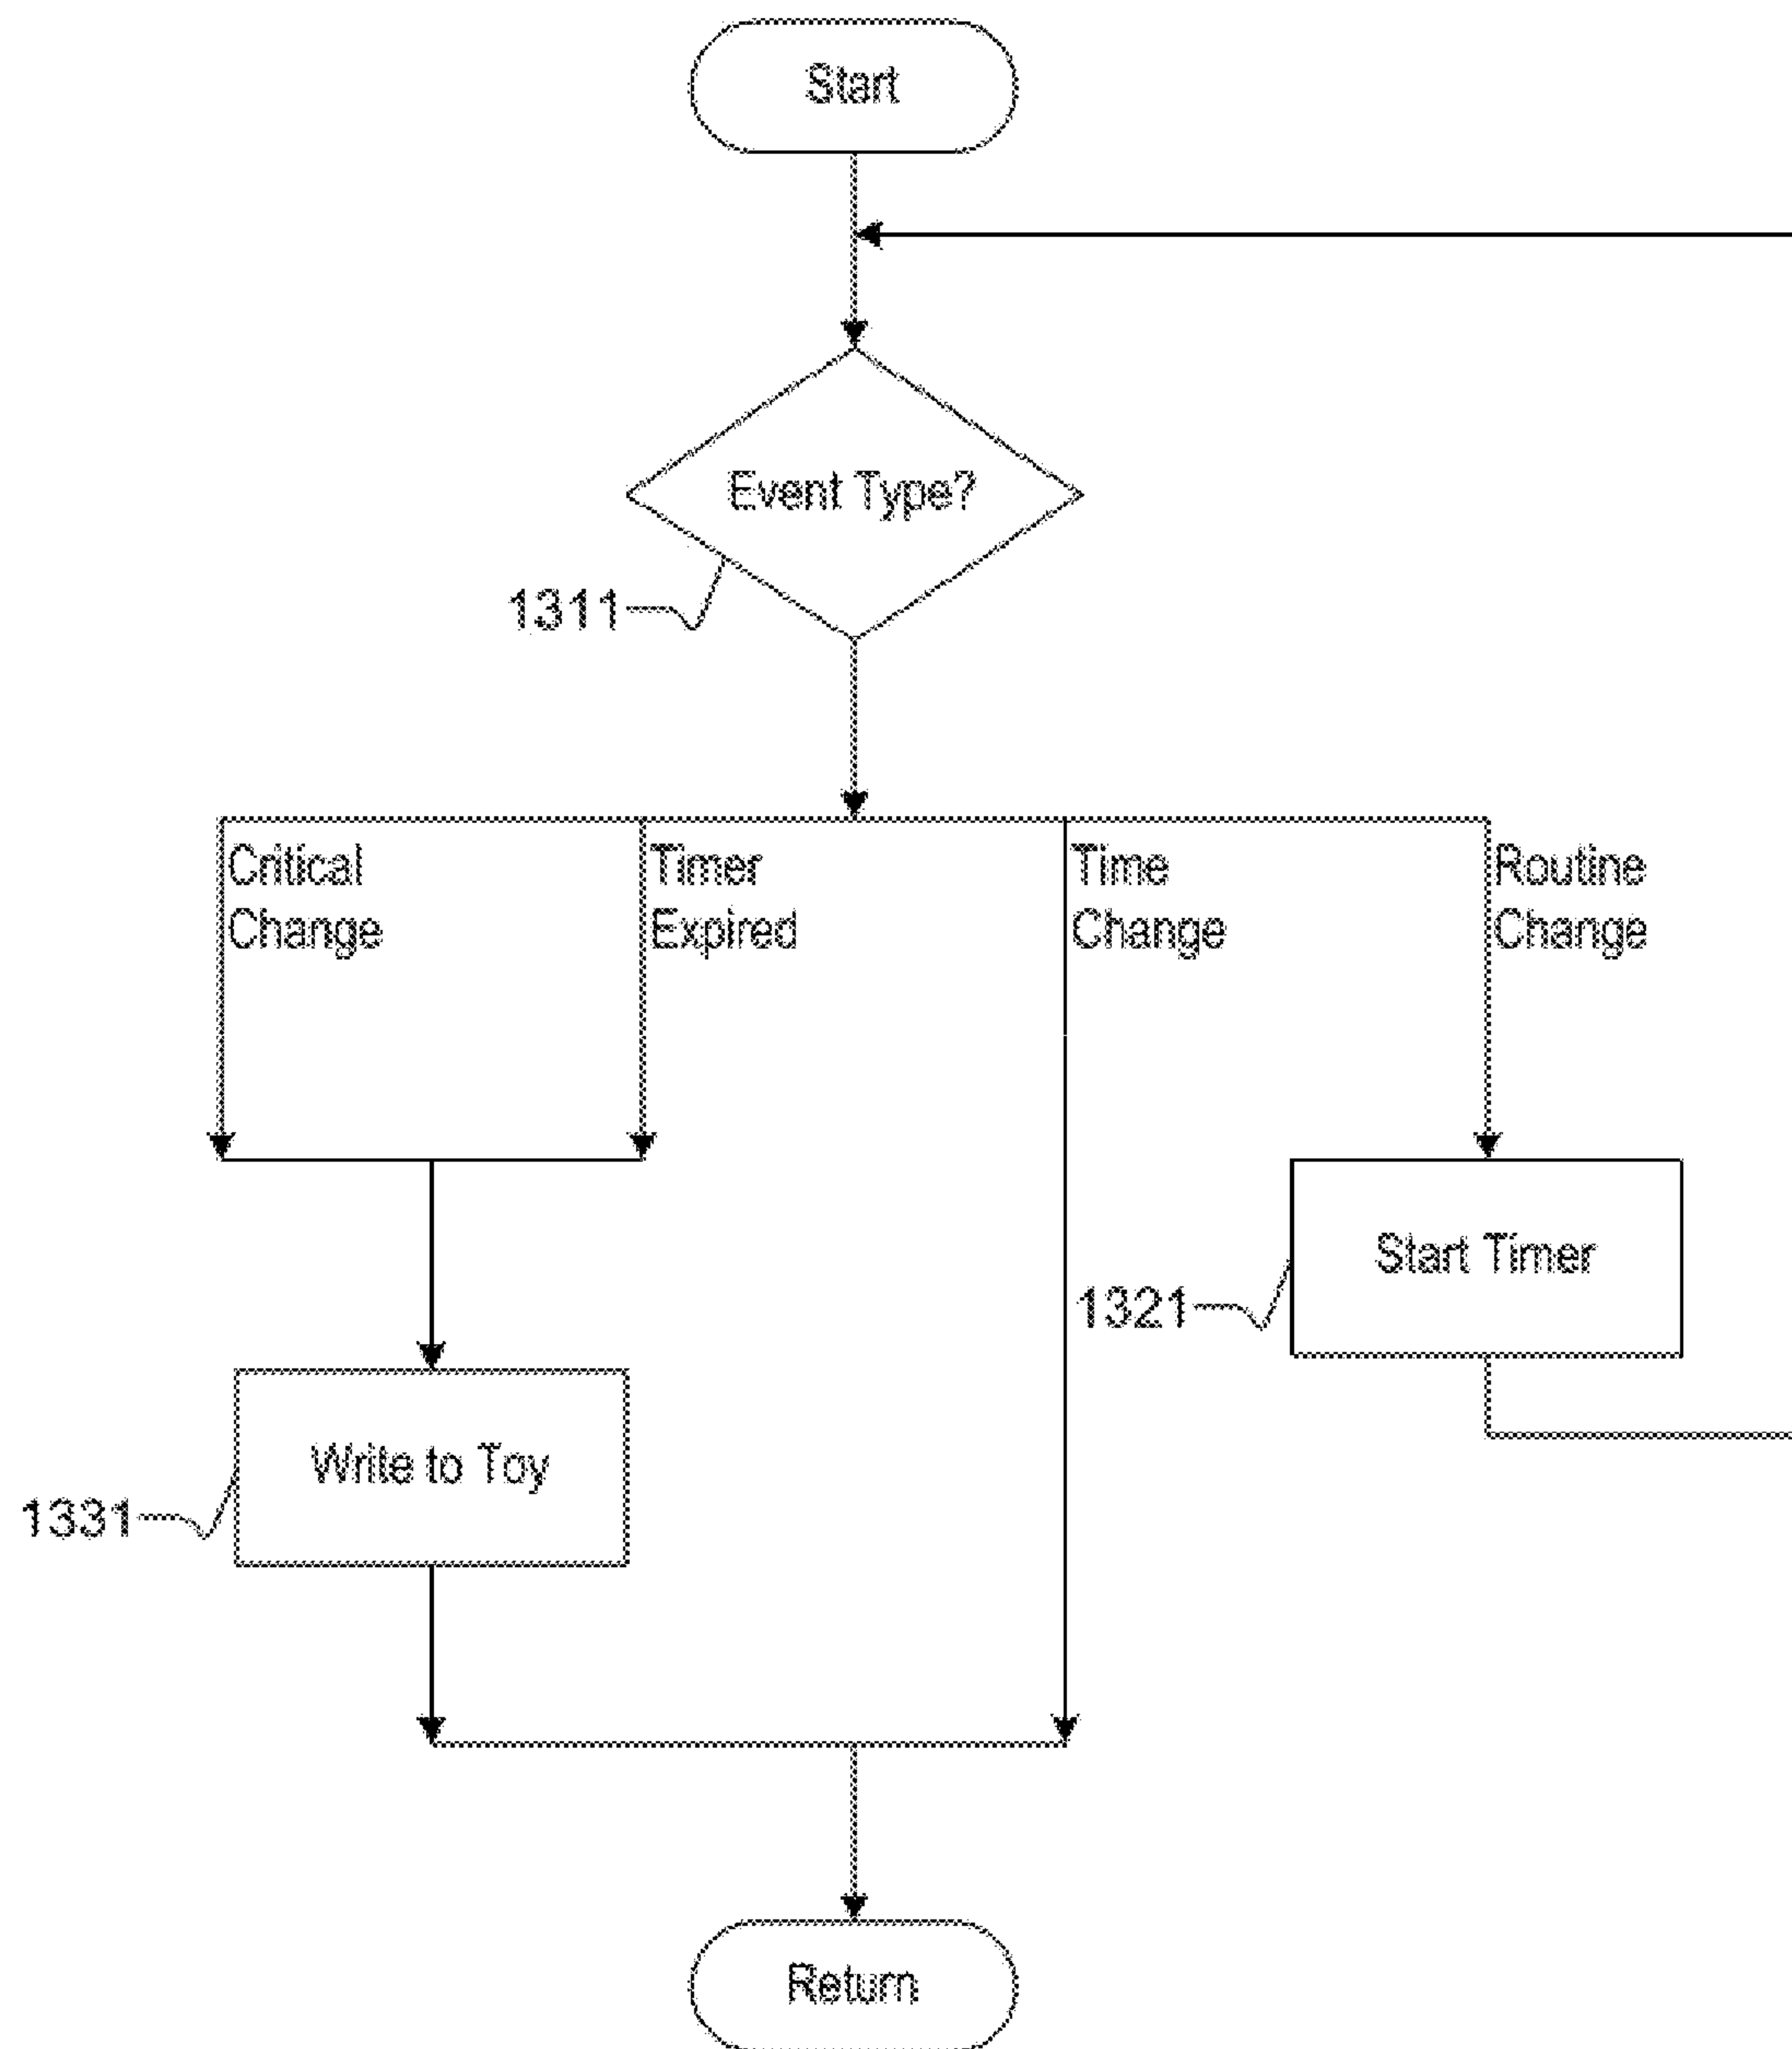 Start
Event Type?
1311
Critical
Change
Timer
Expired
Time
Change
Routine
Change
Start Timer
1321
Write to Toy
1331
Return